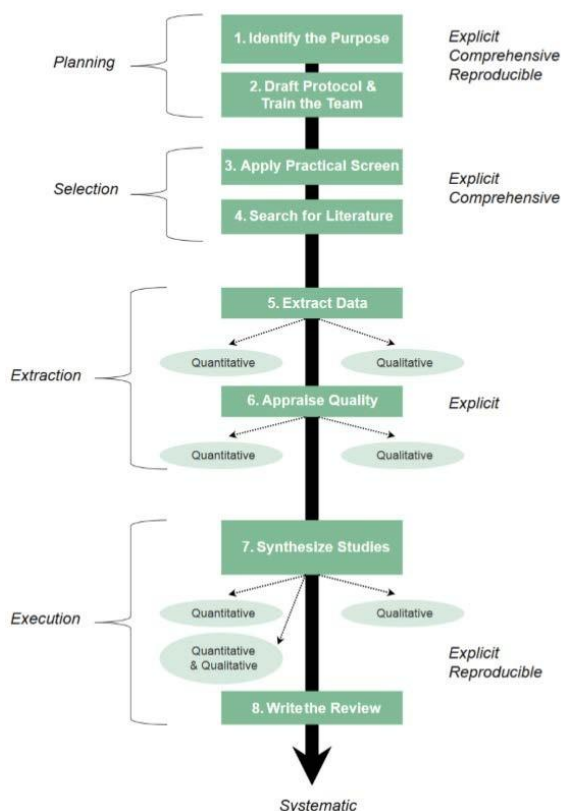 Planning
1. Identify the Purpose
2. Draft Protocol &
Train the Team
Explicit
Comprehensive
Reproducible
Selection
3. Apply Practical Screen
4. Search for Literature
Explicit
Comprehensive
Extraction
5. Extract Data
Quantitative
Qualitative
6. Appraise Quality
Quantitative
Qualitative
Explicit
Execution
7. Synthesize Studies
Quantitative
Qualitative
Quantitative
& Qualitative
8. Write the Review
Explicit
Reproducible
Systematic